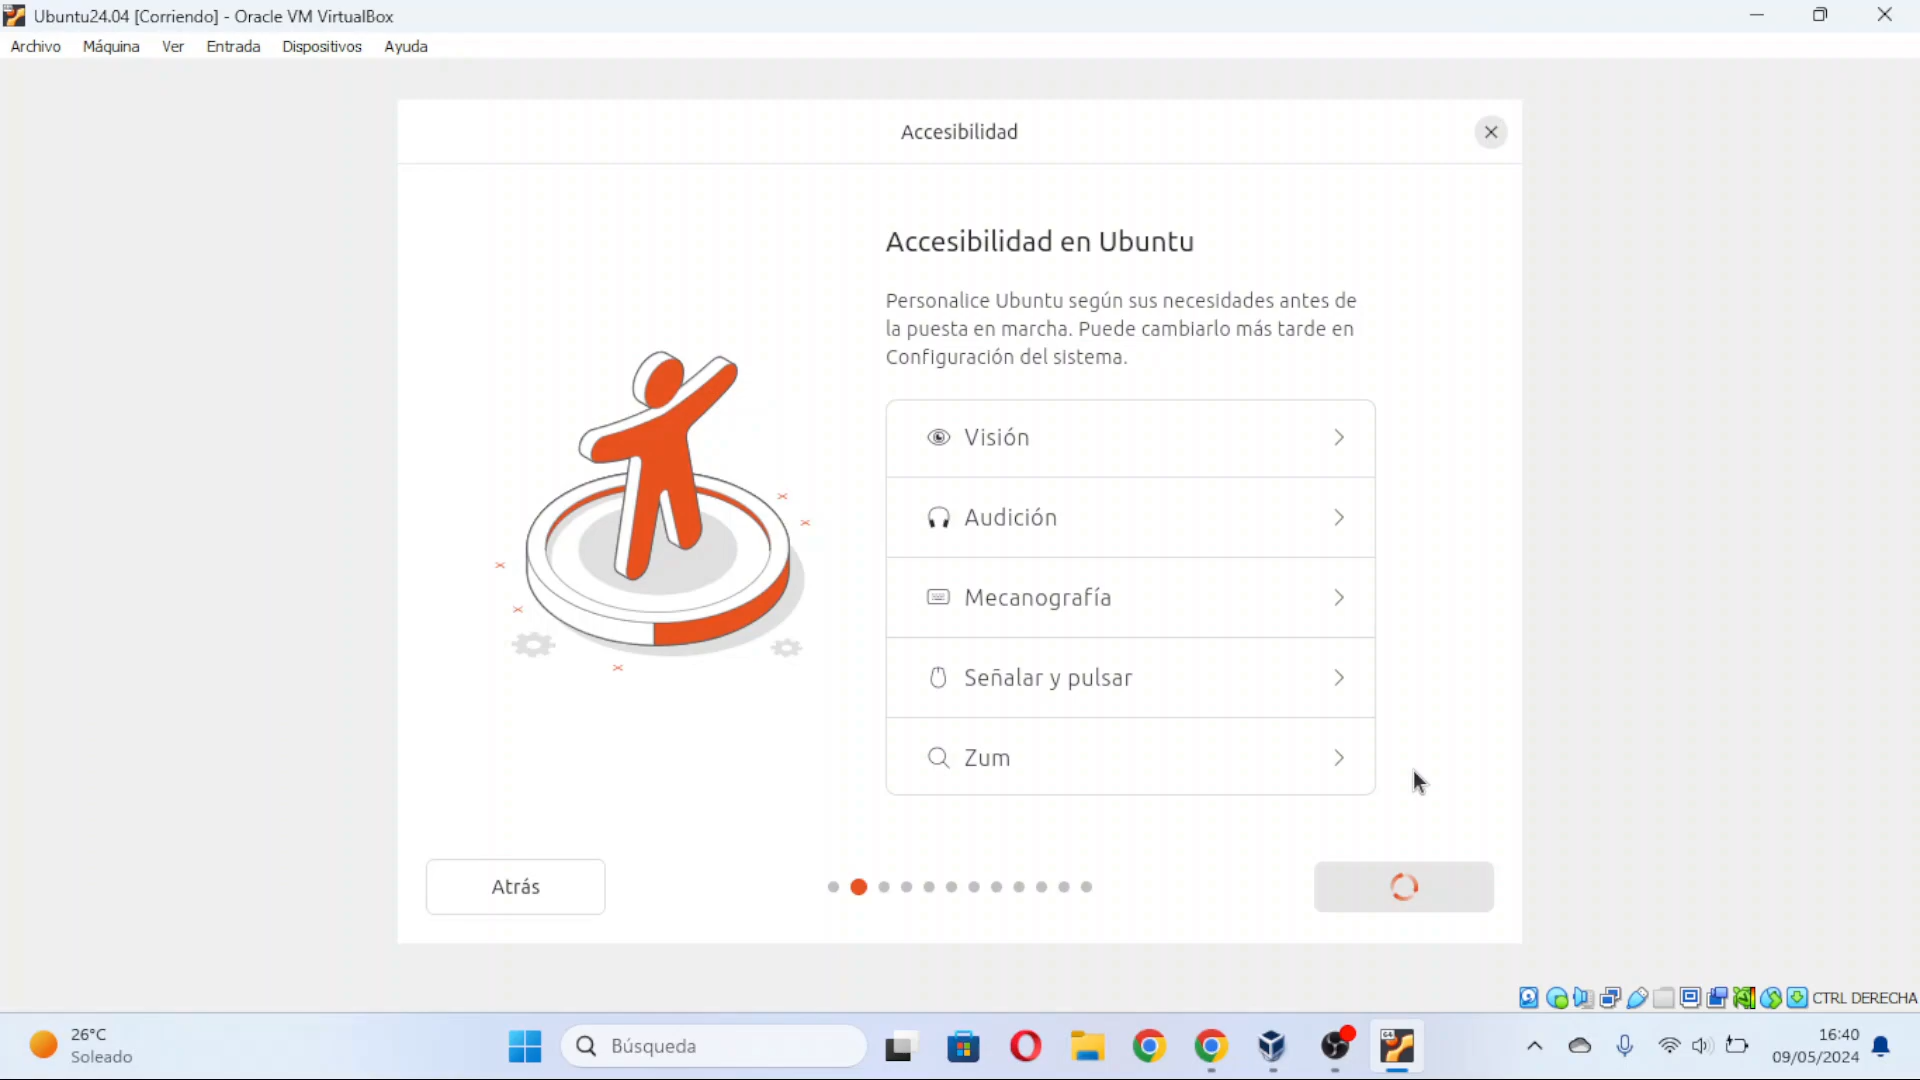 Ubuntu24.04 [Corriendo] - Oracle VM VirtualBox
Archivo Máquina Ver Entrada Dispositivos Ayuda
Accesibilidad
Accesibilidad en Ubuntu
Personalice Ubuntu según sus necesidades antes de
la puesta en marcha. Puede cambiarlo más tarde en
Configuración del sistema.
Visión
Audición
Mecanografía
Señalar y pulsar
Zum
Atrás
CTRL DERECHA
26°C
Soleado
Búsqueda
16:40
09/05/2024